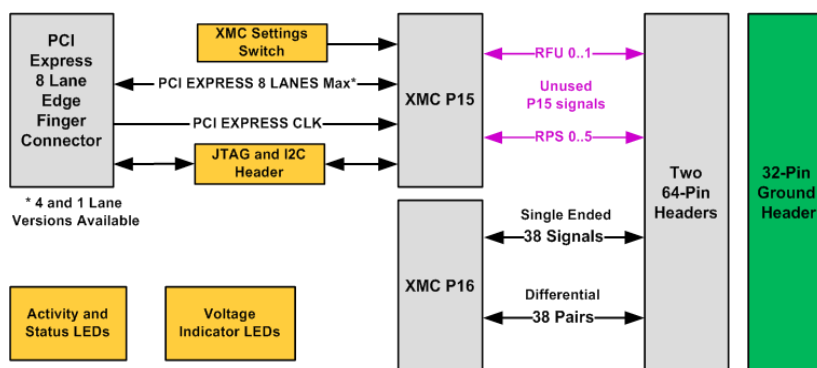 PCI
Express
8 Lane
Edge
Finger
Connector
XMC Settings
Switch
PCI EXPRESS 8 LANES Max*
PCI EXPRESS CLK
JTAG and I2C
Header
* 4 and 1 Lane
Versions Available
XMC P15
RFU 0..1
Unused
P15 signals
RPS 0..5
XMC P16
Single Ended
38 Signals
Differential
38 Pairs
Two
64-Pin
Headers
32-Pin
Ground
Header
Activity and
Status LEDs
Voltage
Indicator LEDs